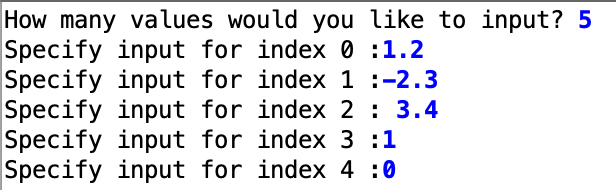 How many values would you like to input? 5
Specify input for index 0 :1.2
Specify input for index 1 :-2.3
Specify input for index 2 : 3.4
Specify input for index 3 :1
Specify input for index 4 :0